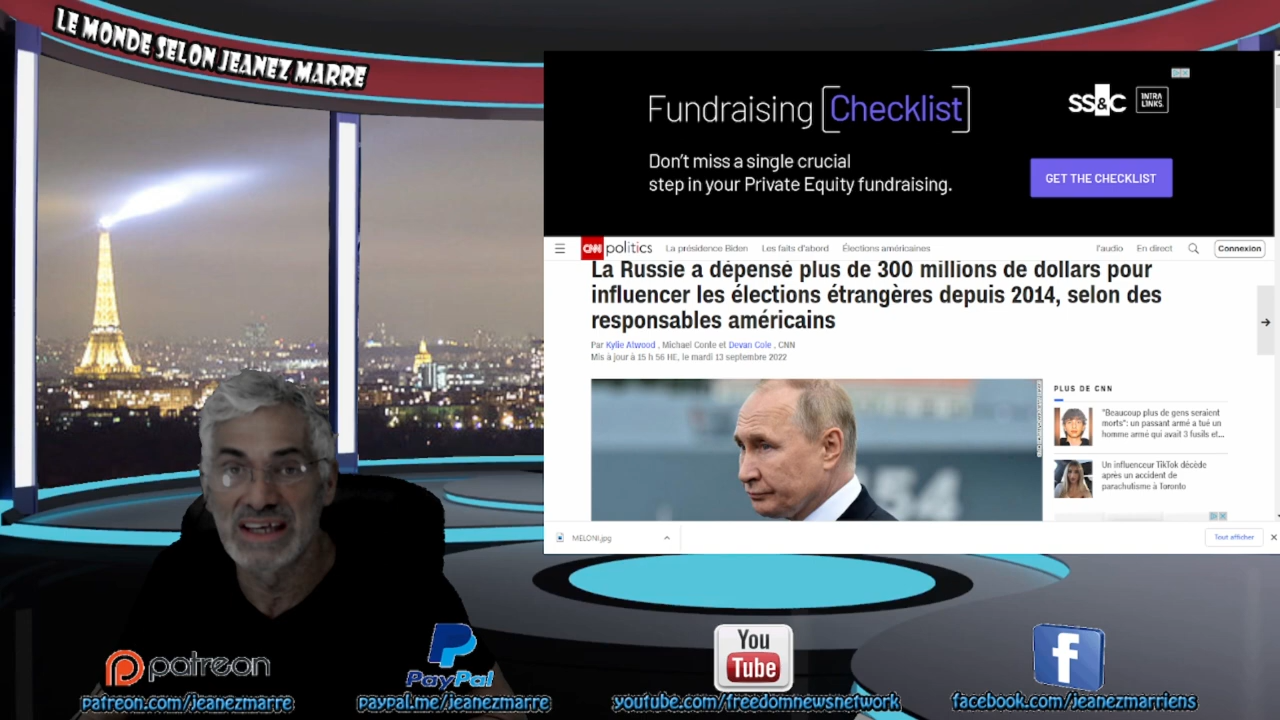 LE MONDE SELON JEANEZ MARRE
Fundraising [Checklist]
SS&C
INTRA
LINKS
Don't miss a single crucial
step in your Private Equity fundraising.
GET THE CHECKLIST
CNN politics La présidence Biden Les faits d'abord Élections américaines l'audio En direct Connexion
La Russie a dépensé plus de 300 millions de dollars pour
influencer les élections étrangères depuis 2014, selon des
responsables américains
Par Kylie Atwood , Michael Conte et Devan Cole , CNN
Mis à jour à 15 h 56 HE, le mardi 13 septembre 2022
PLUS DE CNN
"Beaucoup plus de gens seraient
morts": un passant armé a tué un
homme armé qui avait 3 fusils et...
Un influenceur TikTok décède
après un accident de
parachutisme à Toronto
54
MELONI.jpg
Tout afficher
patreon
PayPal
You
Tube
f
patreon.com/jeanezmarre
paypal.me/jeanezmarre
youtube.com/freedomnewsnetwork
facebook.com/jeanezmarriens